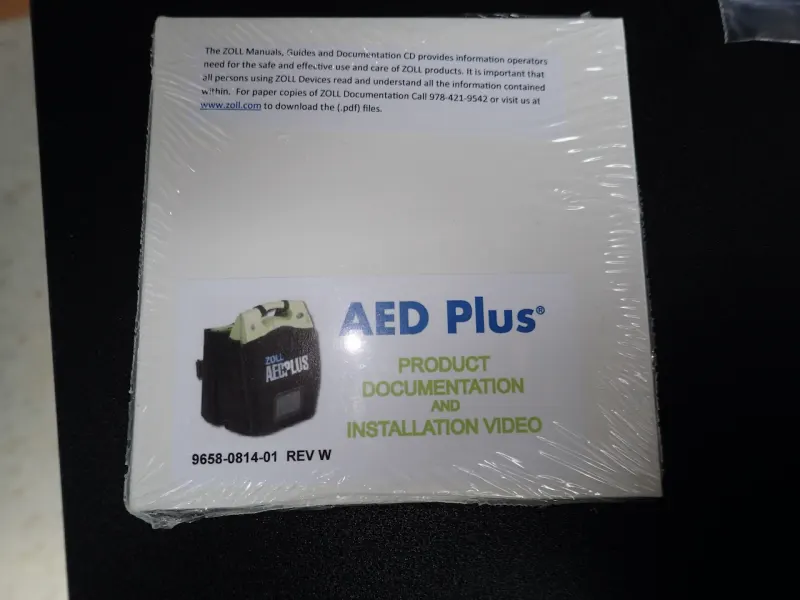 The ZOLL Manuals, Guides and Documentation CD provides information operators
need for the safe and effective use and care of ZOLL products. It is important that
all persons using ZOLL Devices read and understand all the information contained
within. For paper copies of ZOLL Documentation Call 978-421-9542 or visit us at
www.zoll.com to download the (.pdf) files.
AED Plus®
ZOLL
AEDPLUS
PRODUCT
DOCUMENTATION
AND
INSTALLATION VIDEO
9658-0814-01 REV W